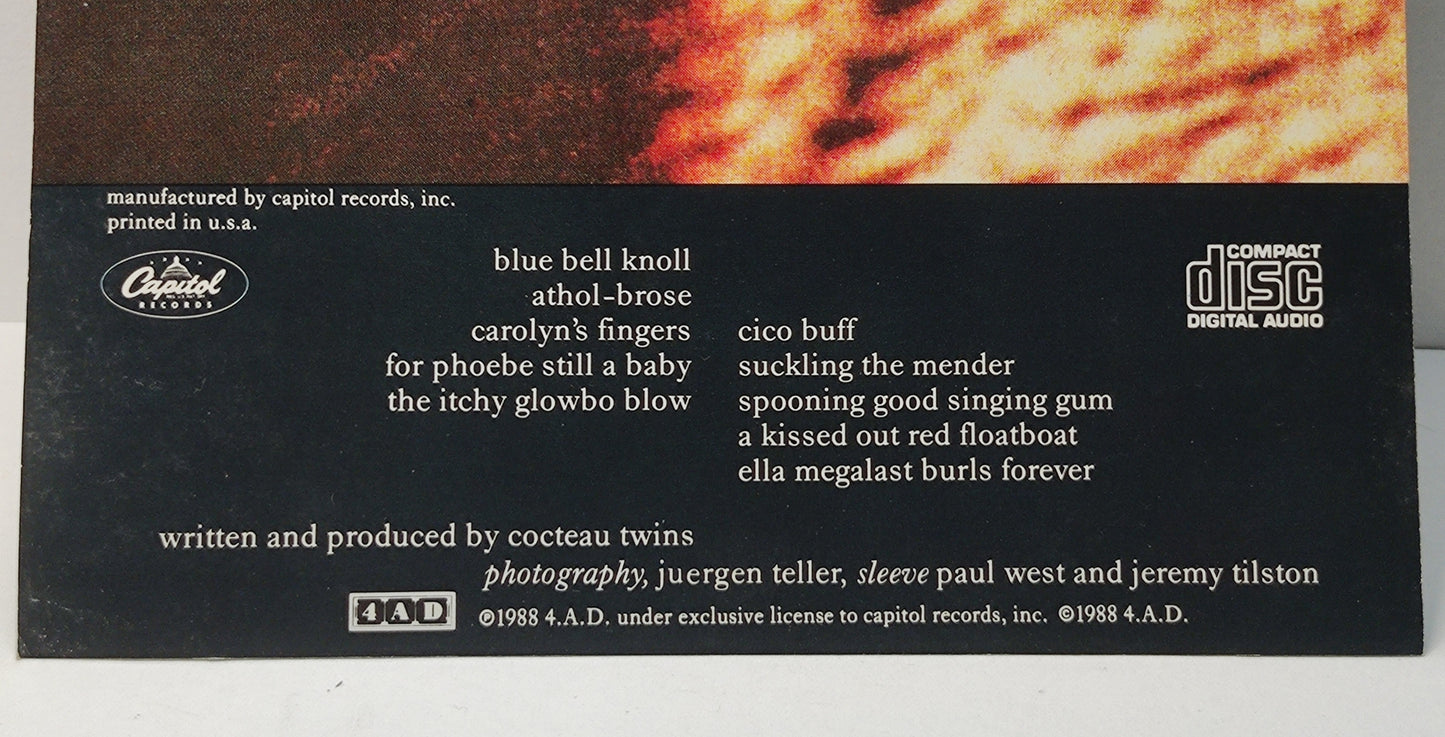 manufactured by capitol records, inc.
printed in u.s.a.
Capitol
RECORDS
blue bell knoll
athol-brose
carolyn's fingers
for phoebe still a baby
the itchy glowbo blow
cico buff
suckling the mender
spooning good singing gum
a kissed out red floatboat
ella megalast burls forever
COMPACT
disc
DIGITAL AUDIO
written and produced by cocteau twins
photography, juergen teller, sleeve paul west and jeremy tilston
4AD
℗1988 4.A.D. under exclusive license to capitol records, inc. ©1988 4.A.D.